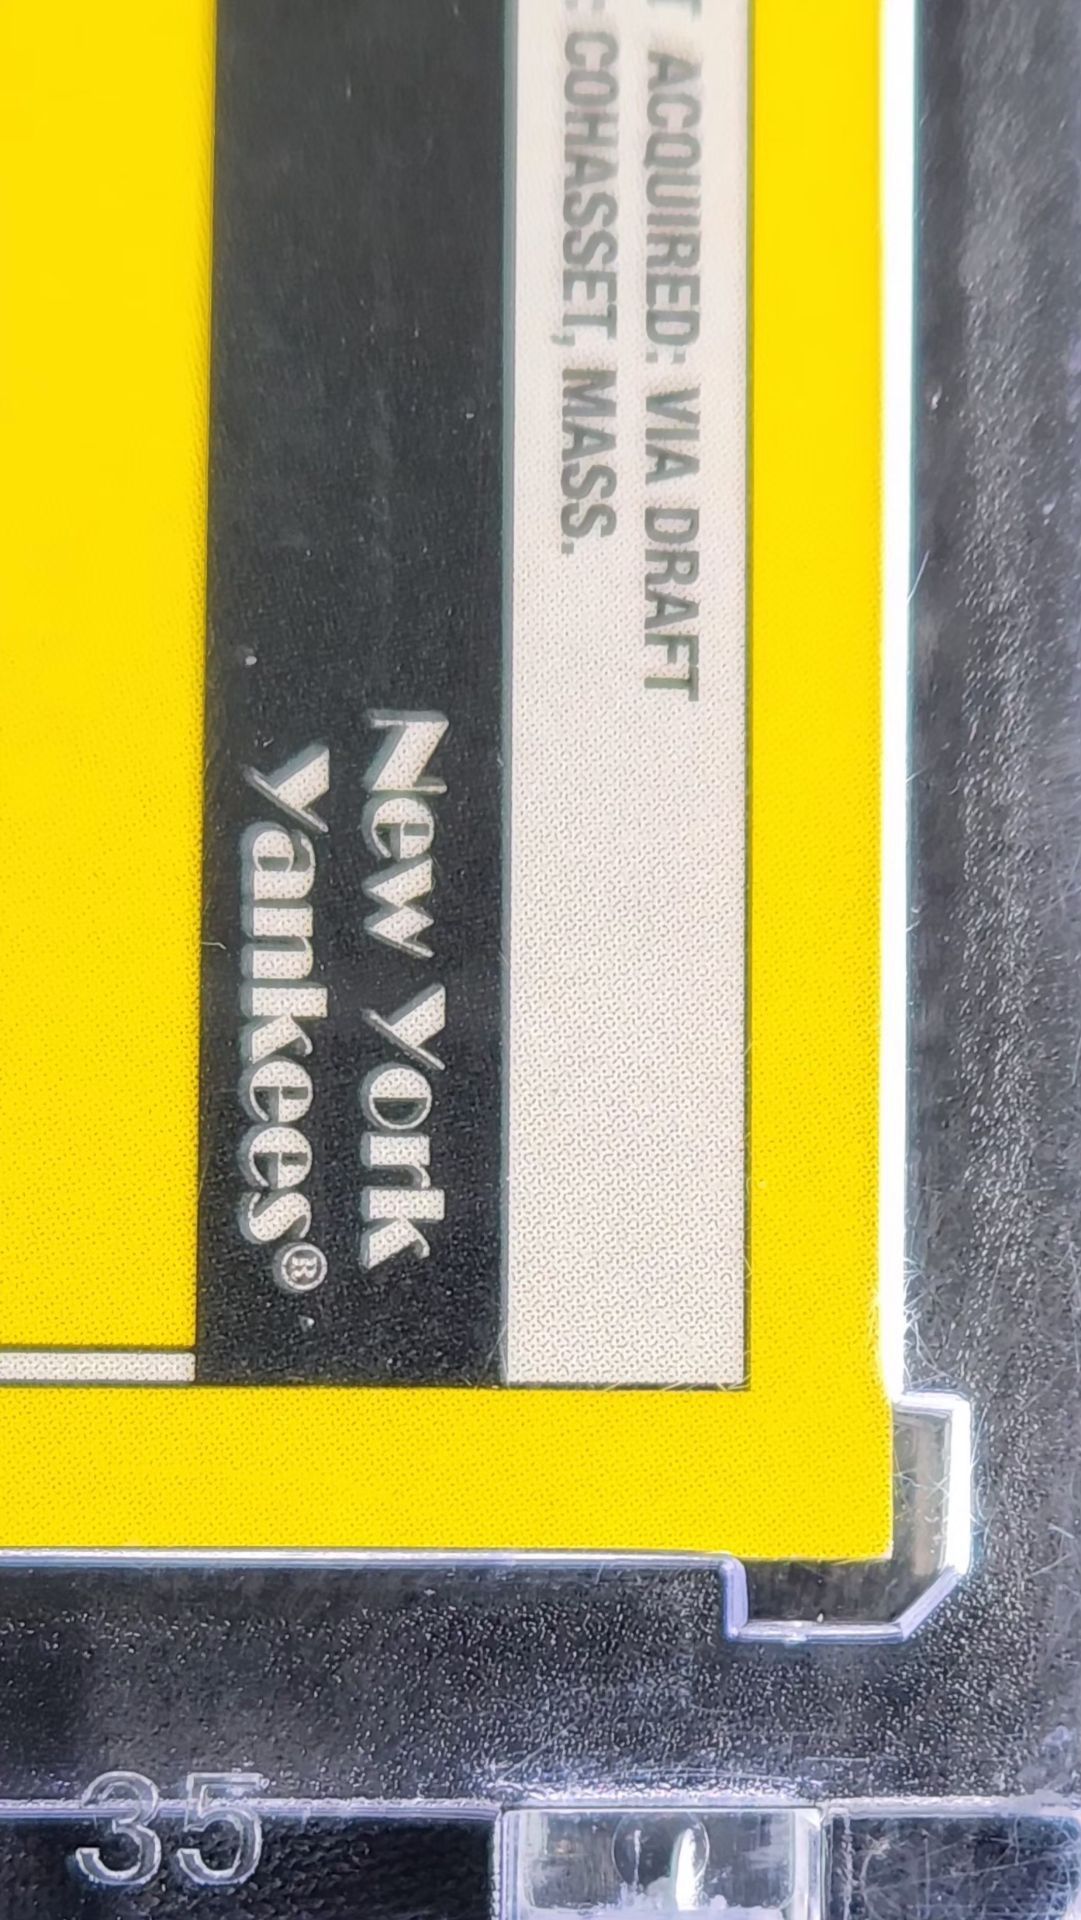 T ACQUIRED: VIA DRAFT
: COHASSET, MASS.
New York
Yankees®
35